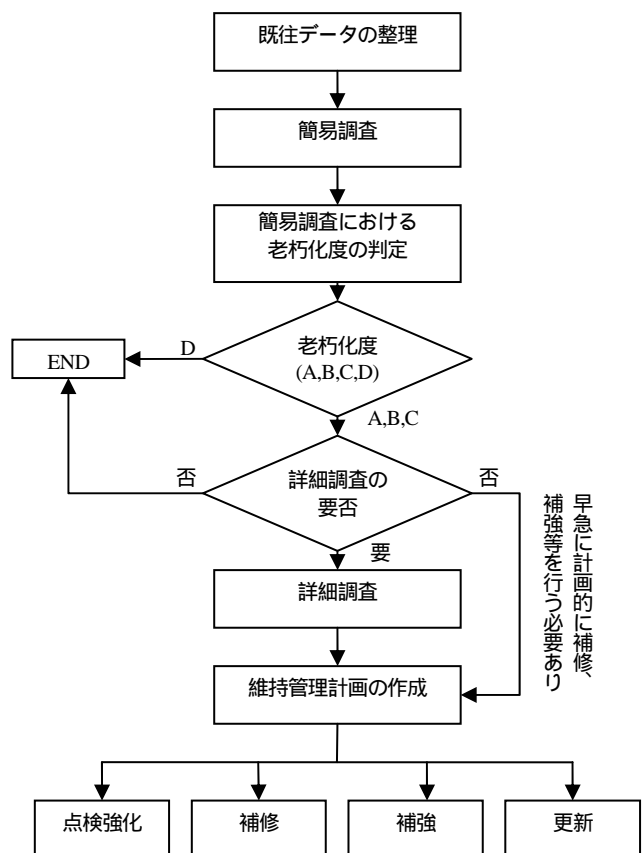 既往データの整理
簡易調査
簡易調査における
老朽化度の判定
老朽化度
(A,B,C,D)
D
END
A,B,C
詳細調査の
要否
否
否
要
早急に計画的に補修、
補強等を行う必要あり
詳細調査
維持管理計画の作成
点検強化
補修
補強
更新